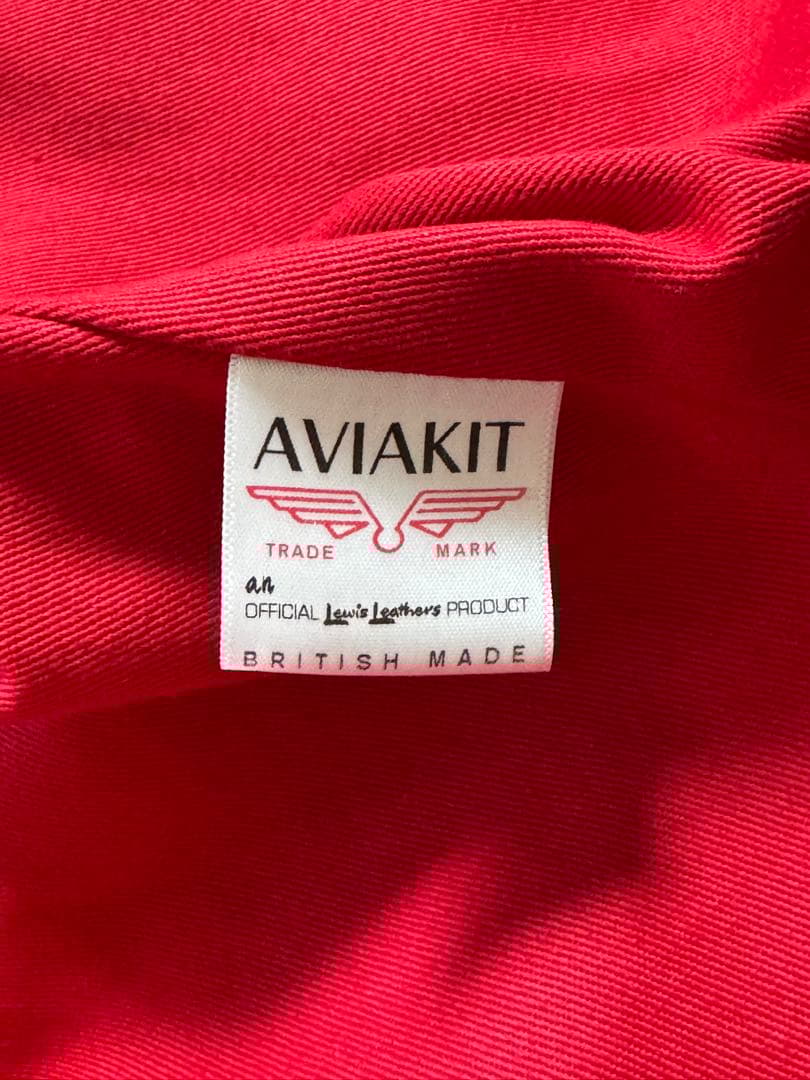 AVIAKIT
TRADE MARK
an
OFFICIAL Lewis Leathers PRODUCT
BRITISH MADE